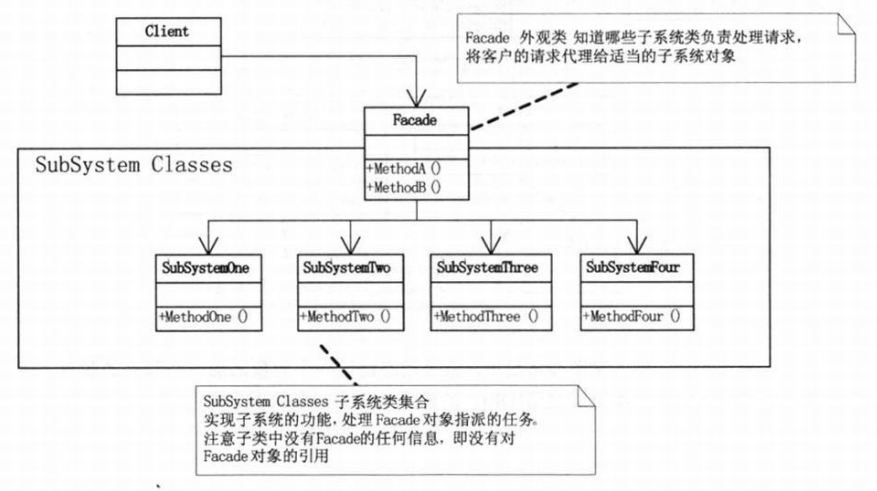 Client
Facade 外观类 知道哪些子系统类负责处理请求,
将客户的请求代理给适当的子系统对象
Facade
+MethodA ()
+MethodB ()
SubSystem Classes
SubSystemOne
+MethodOne ()
SubSystemTwo
+MethodTwo ()
SubSystemThree
+MethodThree ()
SubSystemFour
+MethodFour ()
SubSystem Classes 子系统类集合
实现子系统的功能,处理Facade对象指派的任务。
注意子类中没有Facade的任何信息,即没有对
Facade对象的引用